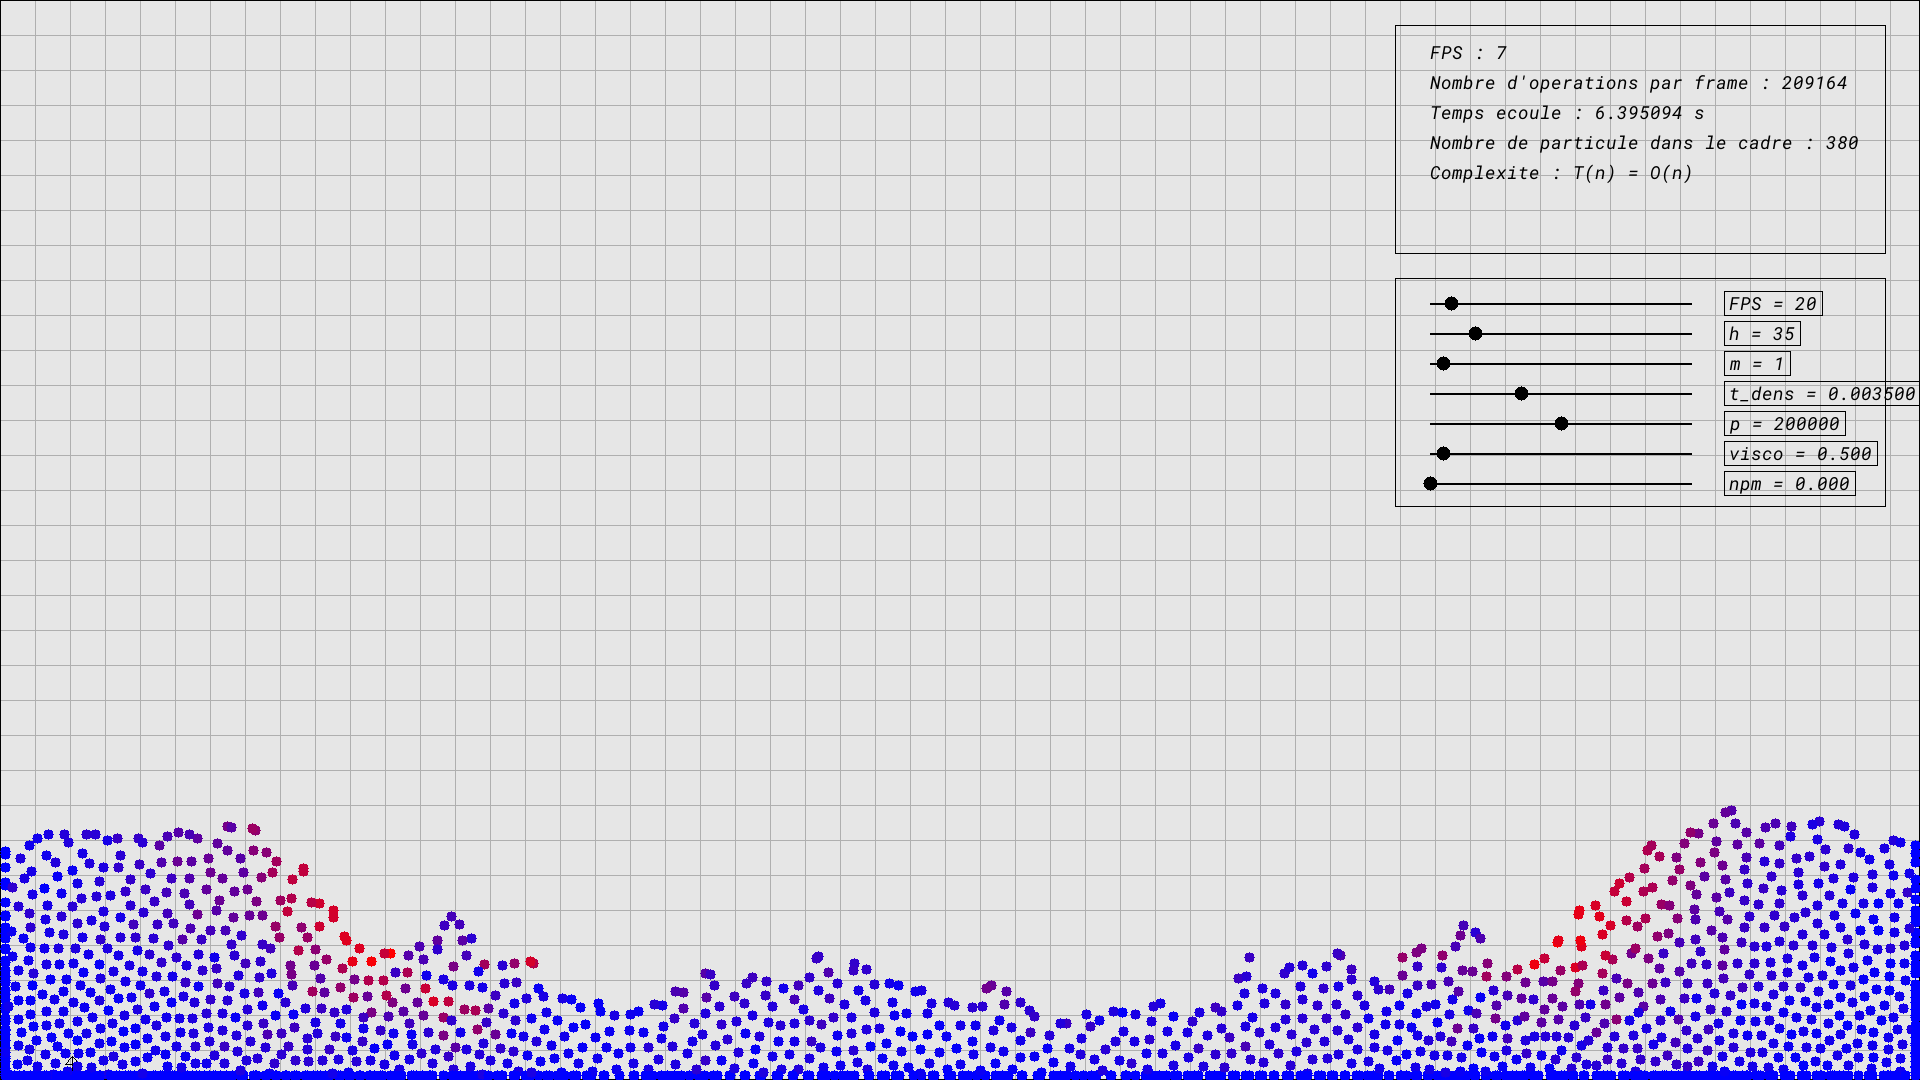 FPS : 7
Nombre d'operations par frame : 209164
Temps ecoule : 6.395094 s
Nombre de particule dans le cadre : 380
Complexite : T(n) = O(n)
FPS = 20
h = 35
m = 1
t_dens = 0.003500
p = 200000
visco = 0.500
npm = 0.000